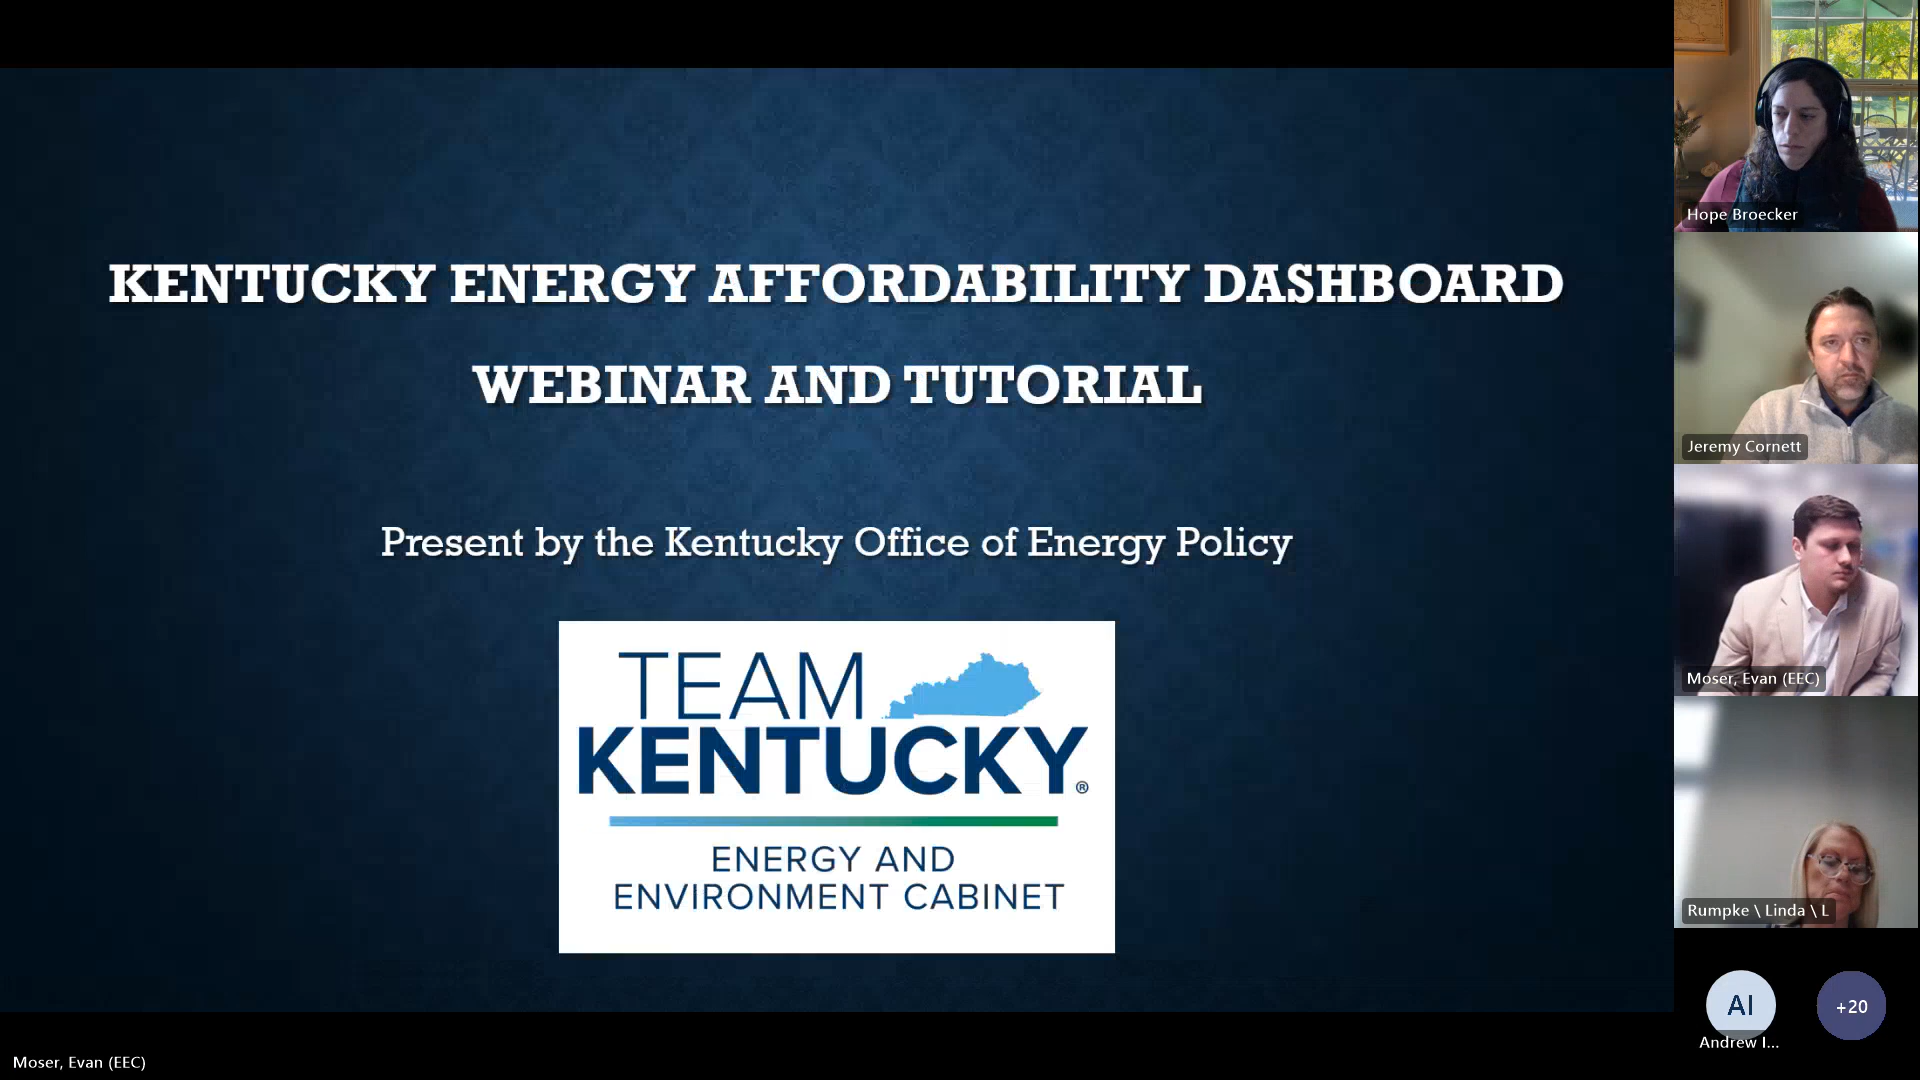 KENTUCKY ENERGY AFFORDABILITY DASHBOARD
WEBINAR AND TUTORIAL
Present by the Kentucky Office of Energy Policy
TEAM
KENTUCKY®
ENERGY AND
ENVIRONMENT CABINET
Moser, Evan (EEC)
Hope Broecker
Jeremy Cornett
Moser, Evan (EEC)
Rumpke \ Linda \ L
AI
+20
Andrew I...